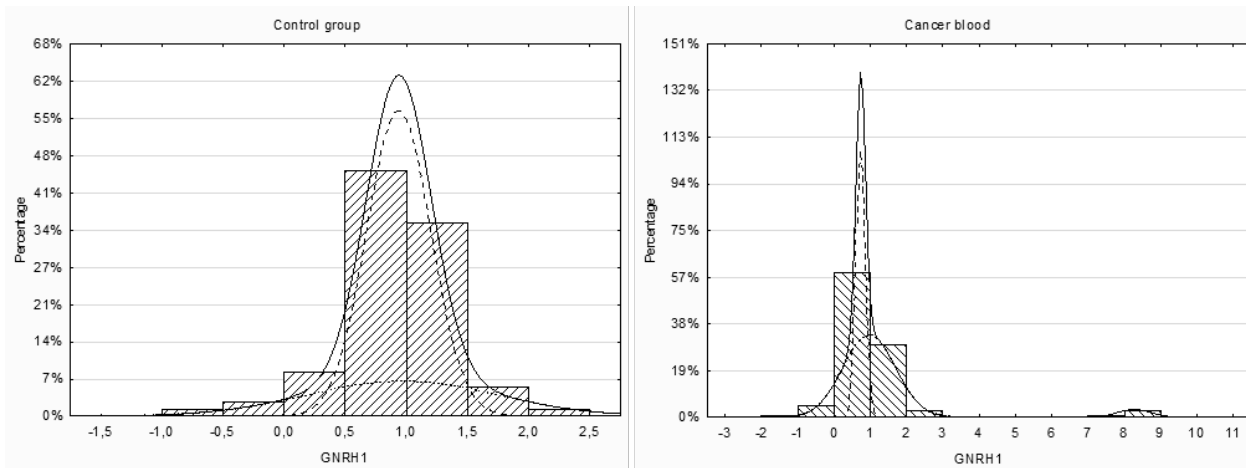 Control group
68%
62%
55%
48%
41%
34%
27%
21%
14%
7%
0%
Percentage
-1,5 -1,0 -0,5 0,0 0,5 1,0 1,5 2,0 2,5
GNRH1
Cancer blood
151%
132%
113%
94%
75%
57%
38%
19%
0%
Percentage
-3 -2 -1 0 1 2 3 4 5 6 7 8 9 10 11
GNRH1